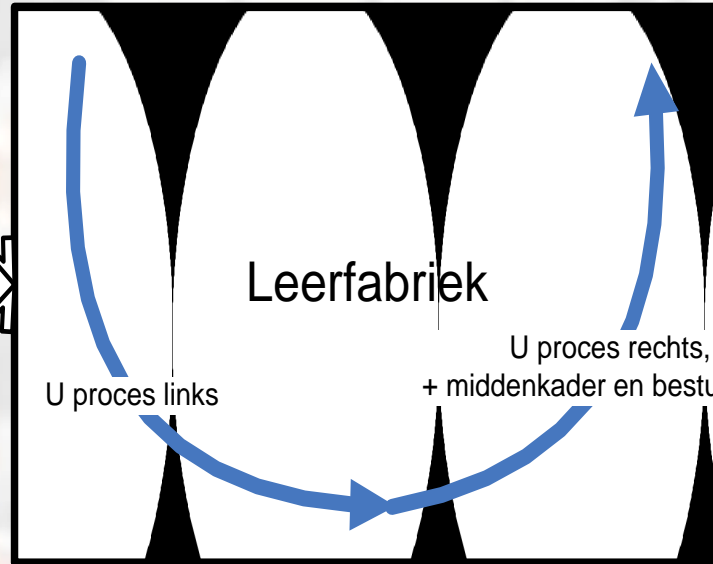 Leerfabriek
U proces rechts,
+ middenkader en bestu
U proces links